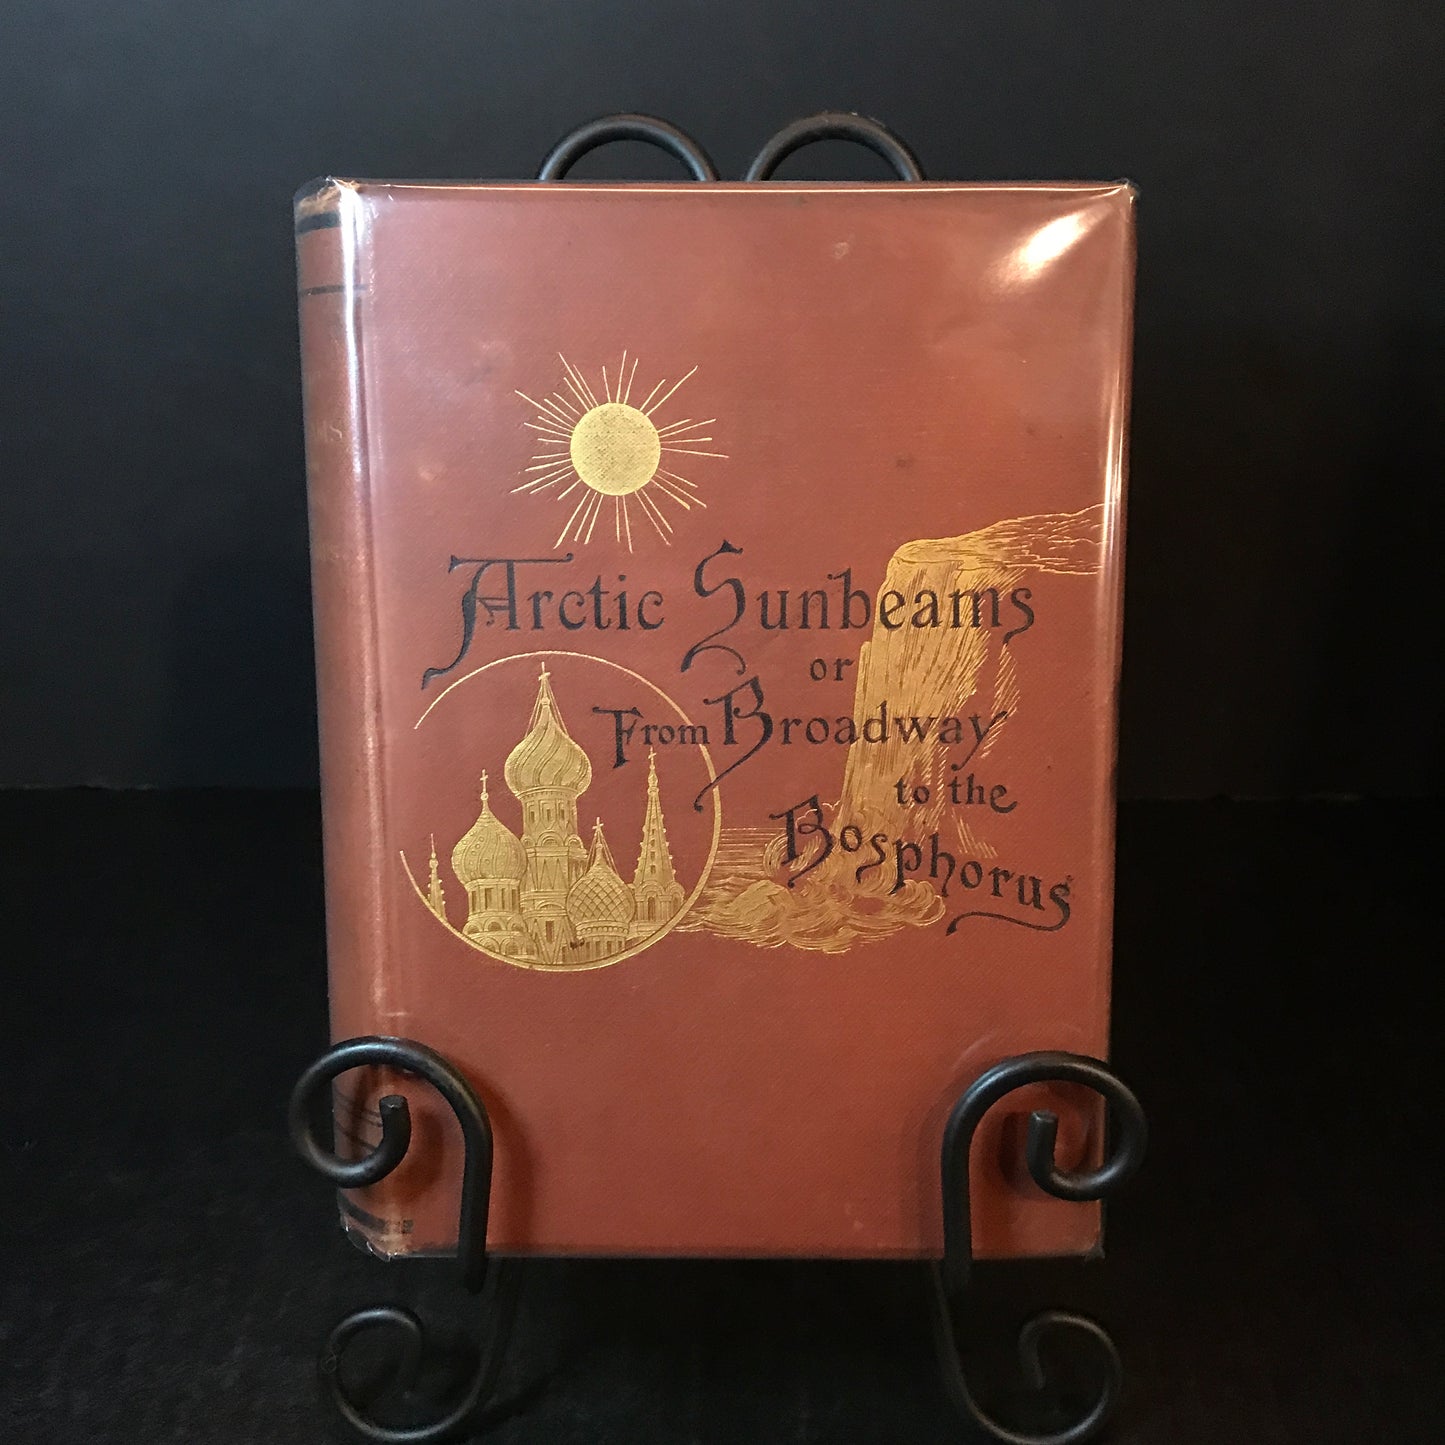 Arctic Sunbeams
or
From Broadway
to the
Bosphorus